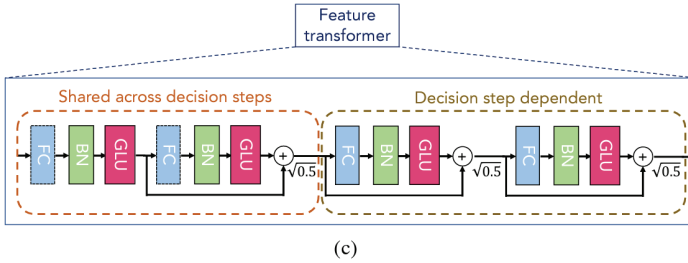 Feature
transformer
Shared across decision steps
Decision step dependent
FC
BN
GLU
FC
BN
GLU
+
√0.5
FC
BN
GLU
+
√0.5
FC
BN
GLU
+
√0.5
(c)